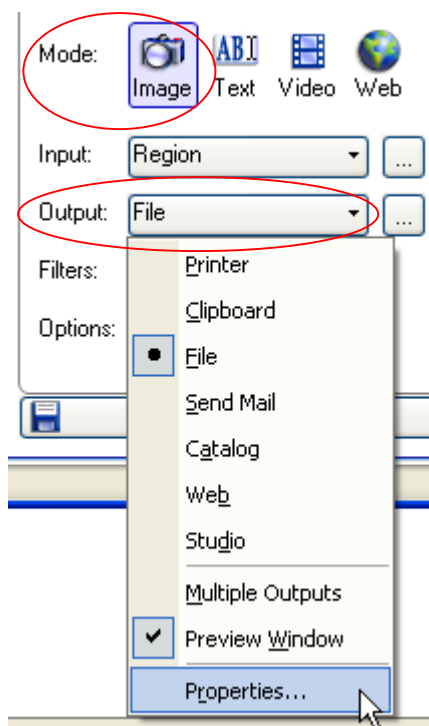 Mode:
ABI
Image Text Video Web
Input: Region ...
Output: File ...
Filters:
Options:
Printer
Clipboard
File
Send Mail
Catalog
Web
Studio
Multiple Outputs
Preview Window
Properties...